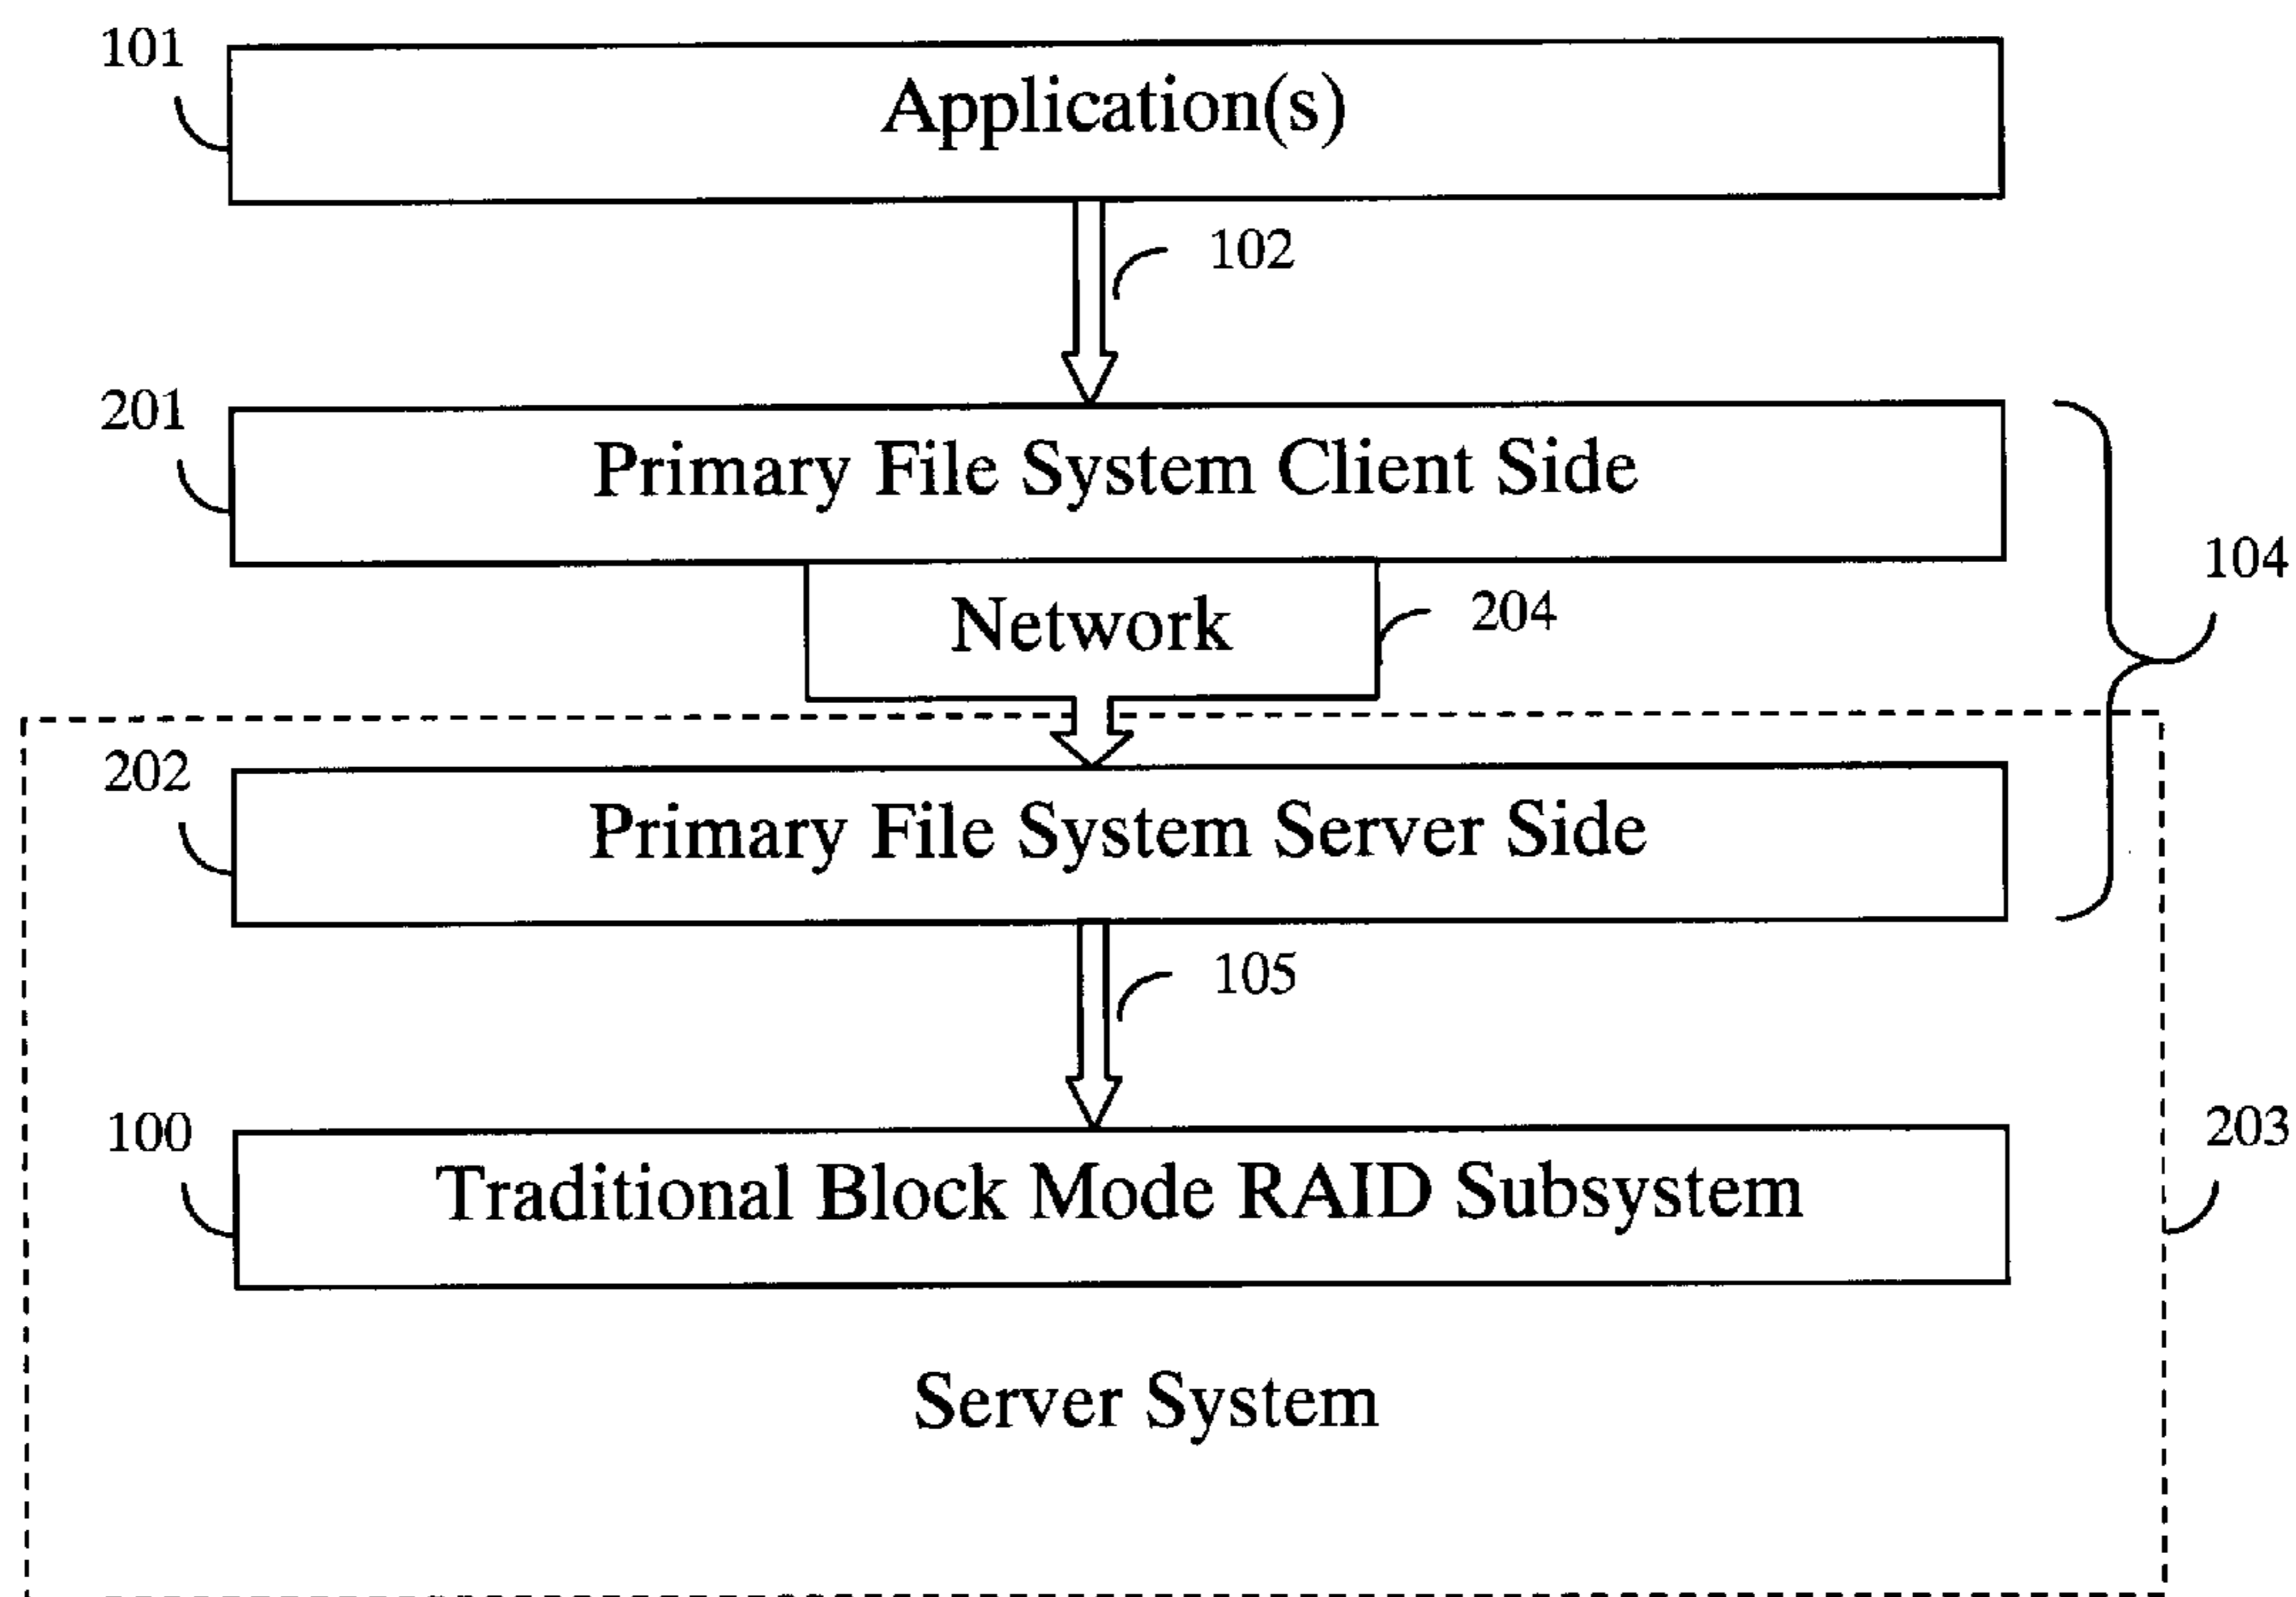 101
Application(s)
102
201
Primary File System Client Side
104
Network
204
202
Primary File System Server Side
105
100
Traditional Block Mode RAID Subsystem
203
Server System